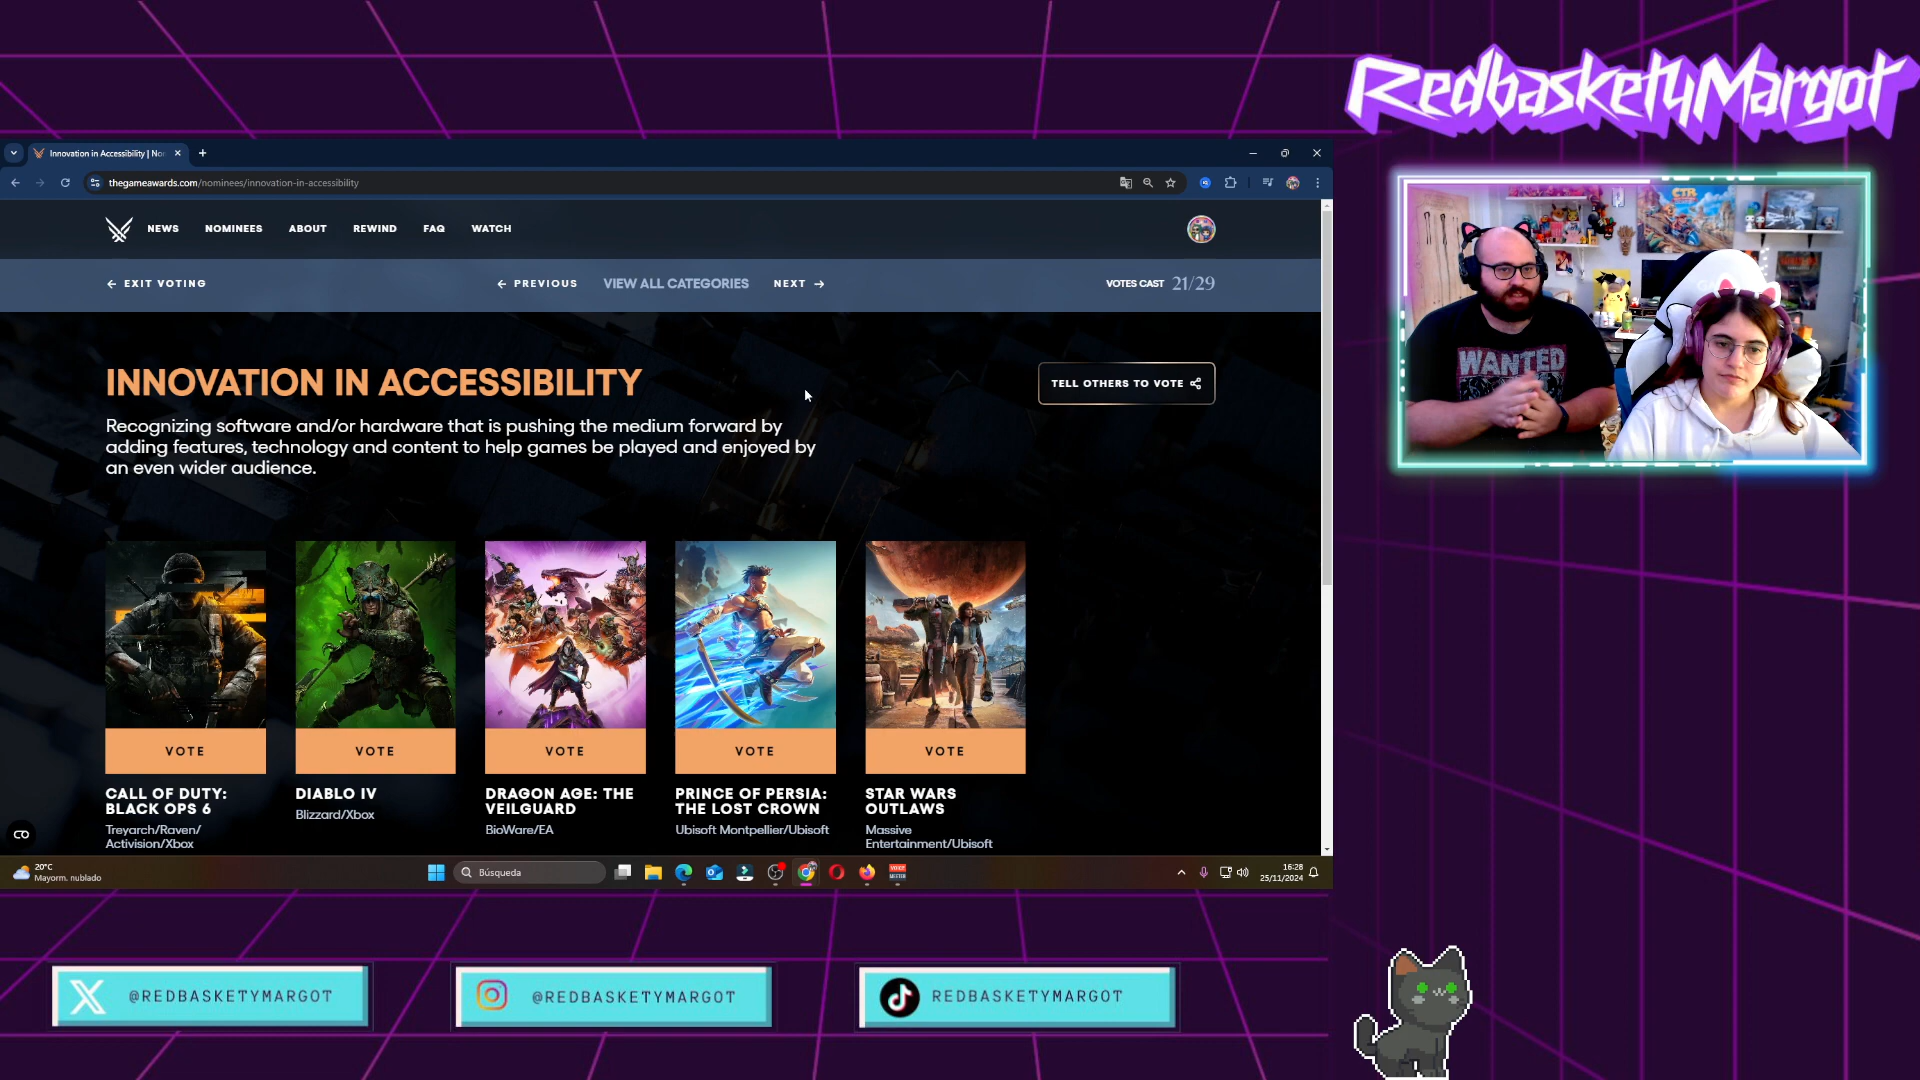 RedbasketyMargot
Innovation in Accessibility | Nor
thegameawards.com/nominees/innovation-in-accessibility
NEWS NOMINEES ABOUT REWIND FAQ WATCH
EXIT VOTING PREVIOUS VIEW ALL CATEGORIES NEXT VOTES CAST 21/29
INNOVATION IN ACCESSIBILITY
TELL OTHERS TO VOTE
Recognizing software and/or hardware that is pushing the medium forward by
adding features, technology and content to help games be played and enjoyed by
an even wider audience.
CTR
WANTED
VOTE VOTE VOTE VOTE VOTE
CALL OF DUTY:
BLACK OPS 6
Treyarch/Raven/
Activision/Xbox
DIABLO IV
Blizzard/Xbox
DRAGON AGE: THE
VEILGUARD
BioWare/EA
PRINCE OF PERSIA:
THE LOST CROWN
Ubisoft Montpellier/Ubisoft
STAR WARS
OUTLAWS
Massive
Entertainment/Ubisoft
20°C
Mayorm. nublado
Búsqueda
16:28
25/11/2024
@REDBASKETYMARGOT
@REDBASKETYMARGOT
REDBASKETYMARGOT